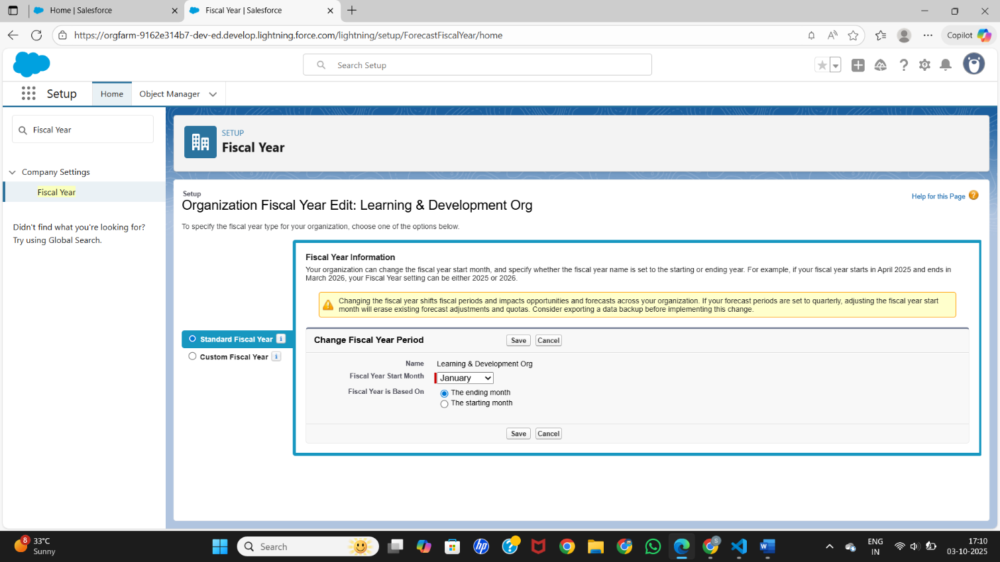 Home | Salesforce
Fiscal Year | Salesforce
https://orgfarm-9162e314b7-dev-ed.develop.lightning.force.com/lightning/setup/ForecastFiscalYear/home
Copilot
Search Setup
Setup
Home
Object Manager
Fiscal Year
Company Settings
Fiscal Year
Didn't find what you're looking for?
Try using Global Search.
SETUP
Fiscal Year
Setup
Organization Fiscal Year Edit: Learning & Development Org
Help for this Page
To specify the fiscal year type for your organization, choose one of the options below.
Standard Fiscal Year
Custom Fiscal Year
Fiscal Year Information
Your organization can change the fiscal year start month, and specify whether the fiscal year name is set to the starting or ending year. For example, if your fiscal year starts in April 2025 and ends in
March 2026, your Fiscal Year setting can be either 2025 or 2026.
Changing the fiscal year shifts fiscal periods and impacts opportunities and forecasts across your organization. If your forecast periods are set to quarterly, adjusting the fiscal year start
month will erase existing forecast adjustments and quotas. Consider exporting a data backup before implementing this change.
Change Fiscal Year Period
Save Cancel
Name Learning & Development Org
Fiscal Year Start Month January
Fiscal Year is Based On The ending month
The starting month
Save Cancel
8
33°C
Sunny
Search
ENG
IN
17:10
03-10-2025